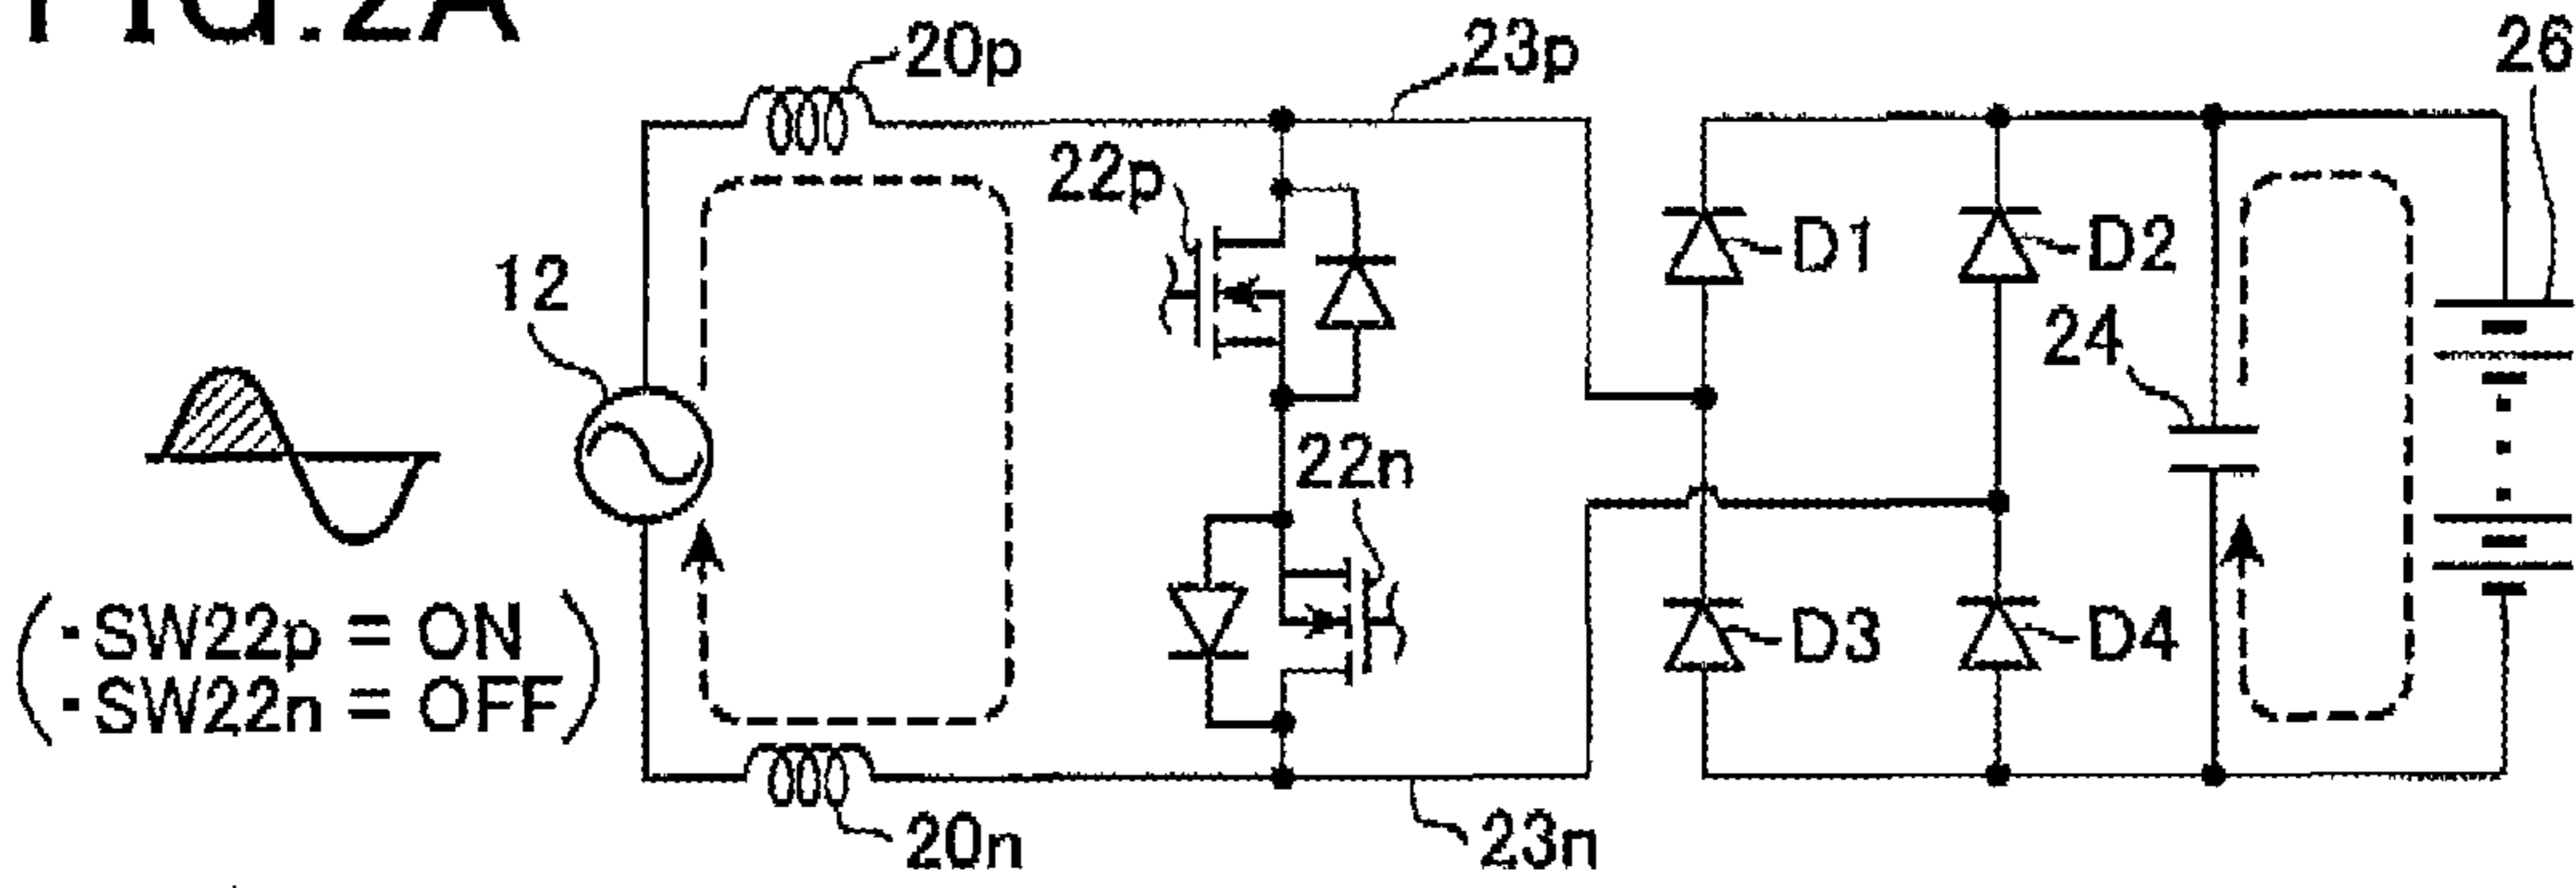 FIG.2A
20p
23p
26
22p
12
D1
D2
24
22n
(·SW22p = ON
·SW22n = OFF)
D3
D4
20n
23n